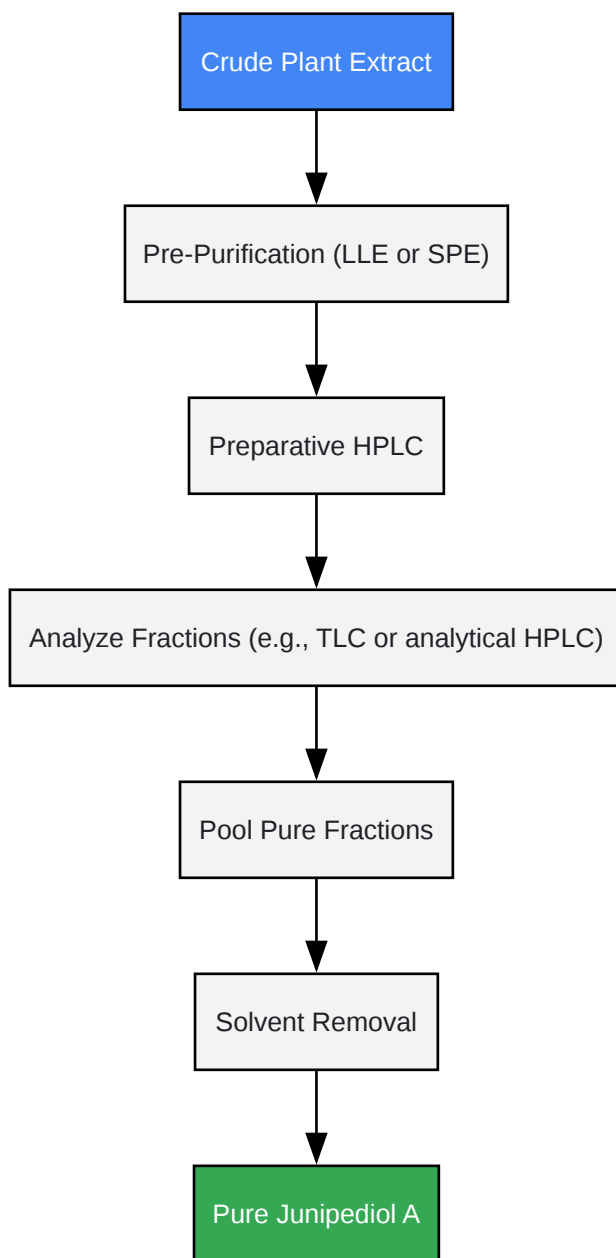 Crude Plant Extract
Pre-Purification (LLE or SPE)
Preparative HPLC
Analyze Fractions (e.g., TLC or analytical HPLC)
Pool Pure Fractions
Solvent Removal
Pure Junipediol A